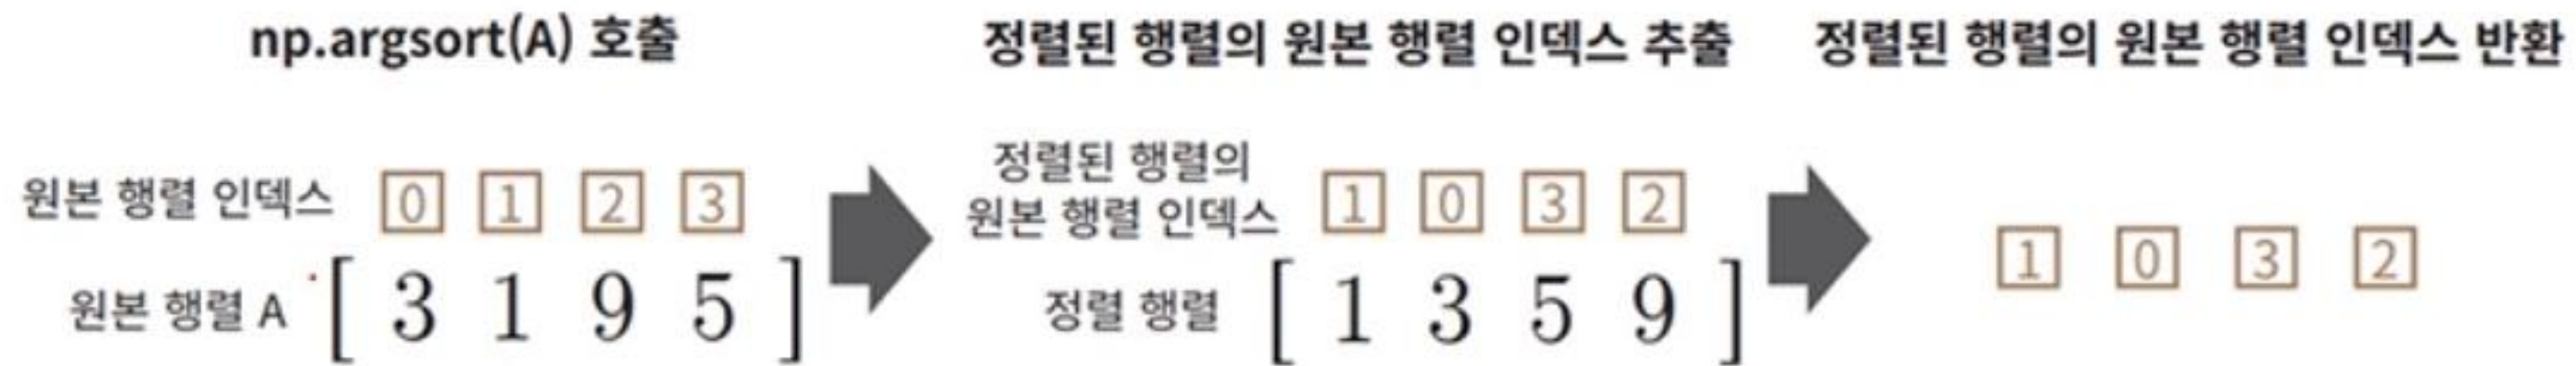 np.argsort(A) 호출
원본 행렬 인덱스 0 1 2 3
원본 행렬 A [ 3 1 9 5 ]
정렬된 행렬의 원본 행렬 인덱스 추출
정렬된 행렬의
원본 행렬 인덱스 1 0 3 2
정렬 행렬 [ 1 3 5 9 ]
정렬된 행렬의 원본 행렬 인덱스 반환
1 0 3 2